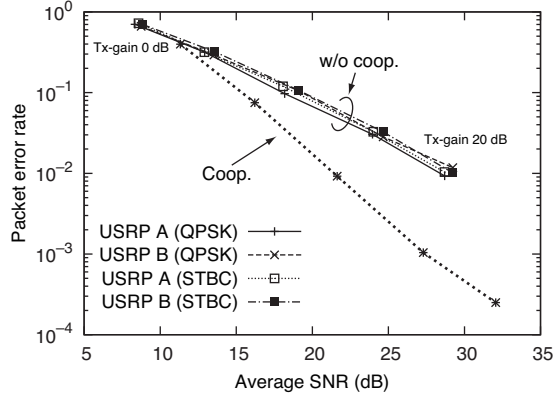 10^0
10^-1
10^-2
10^-3
10^-4
Packet error rate
Tx-gain 0 dB
w/o coop.
Tx-gain 20 dB
Coop.
USRP A (QPSK)
USRP B (QPSK)
USRP A (STBC)
USRP B (STBC)
5 10 15 20 25 30 35
Average SNR (dB)